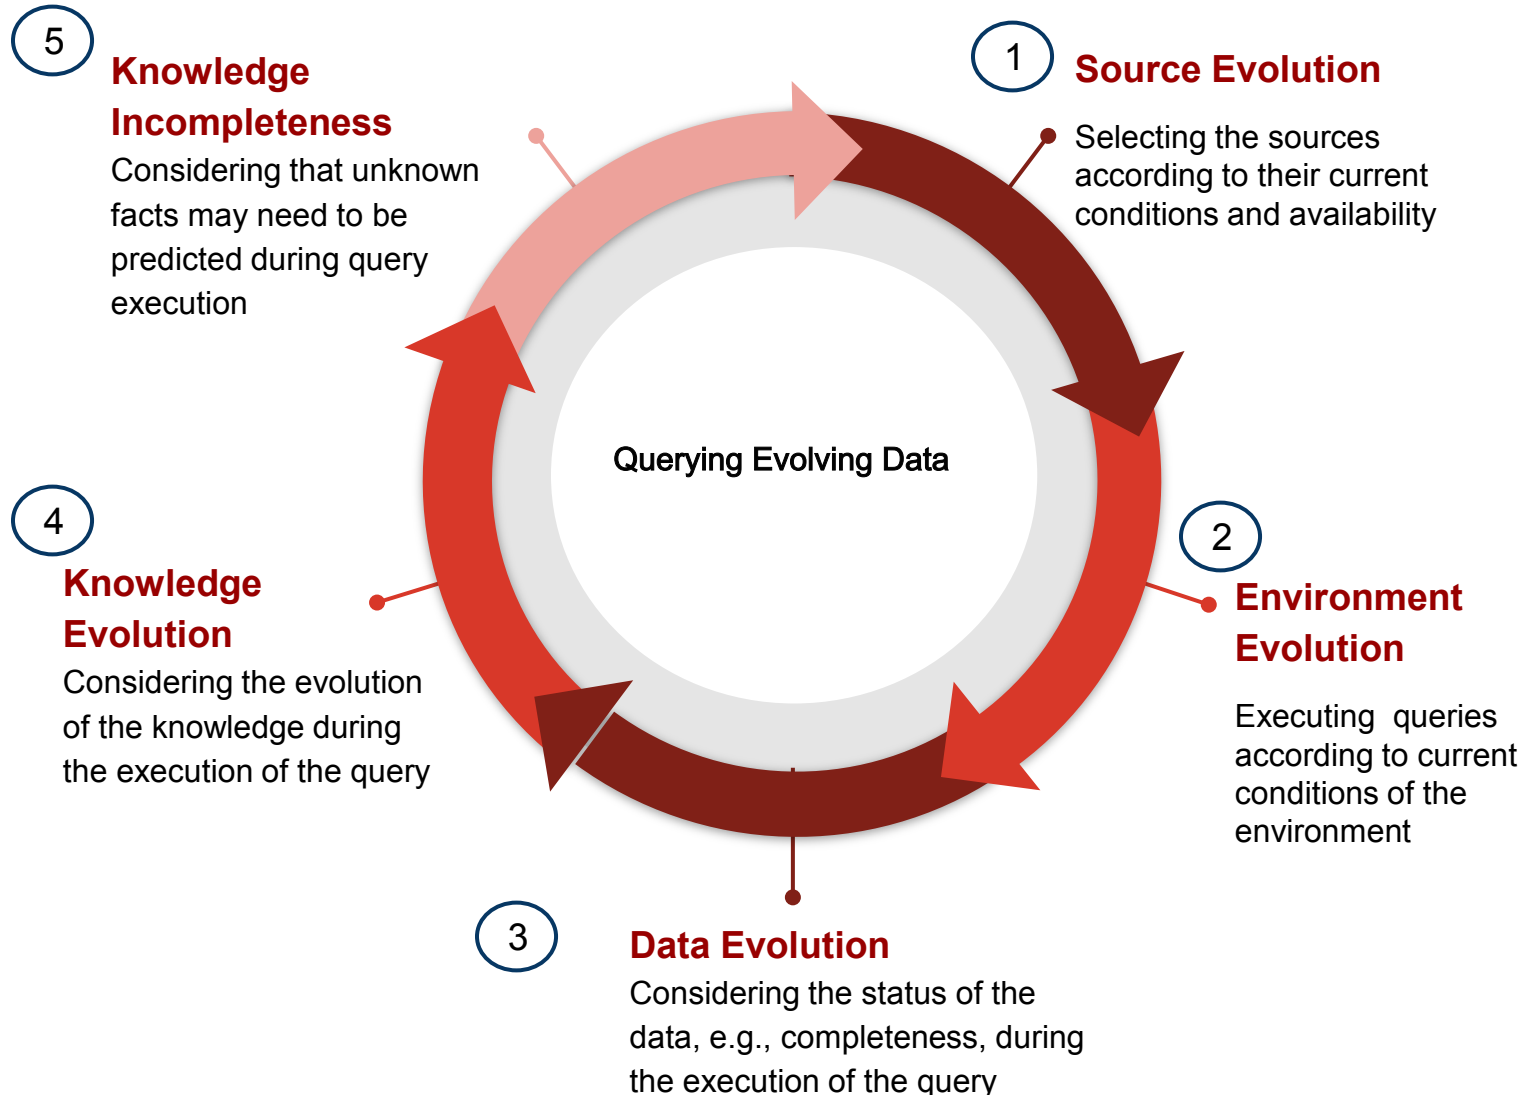 1
Source Evolution
Selecting the sources
according to their current
conditions and availability
2
Environment
Evolution
Executing  queries
according to current
conditions of the
environment
3
Data Evolution
Considering the status of the
data, e.g., completeness, during
the execution of the query
4
Knowledge
Evolution
Considering the evolution
of the knowledge during
the execution of the query
5
Knowledge
Incompleteness
Considering that unknown
facts may need to be
predicted during query
execution
Querying Evolving Data